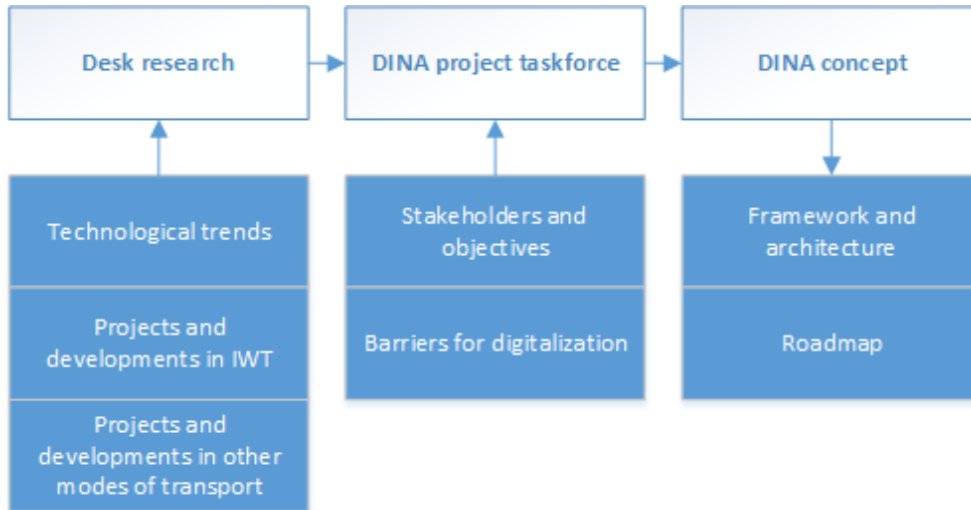 Desk research
DINA project taskforce
DINA concept
Technological trends
Projects and
developments in IWT
Projects and
developments in other
modes of transport
Stakeholders and
objectives
Barriers for digitalization
Framework and
architecture
Roadmap